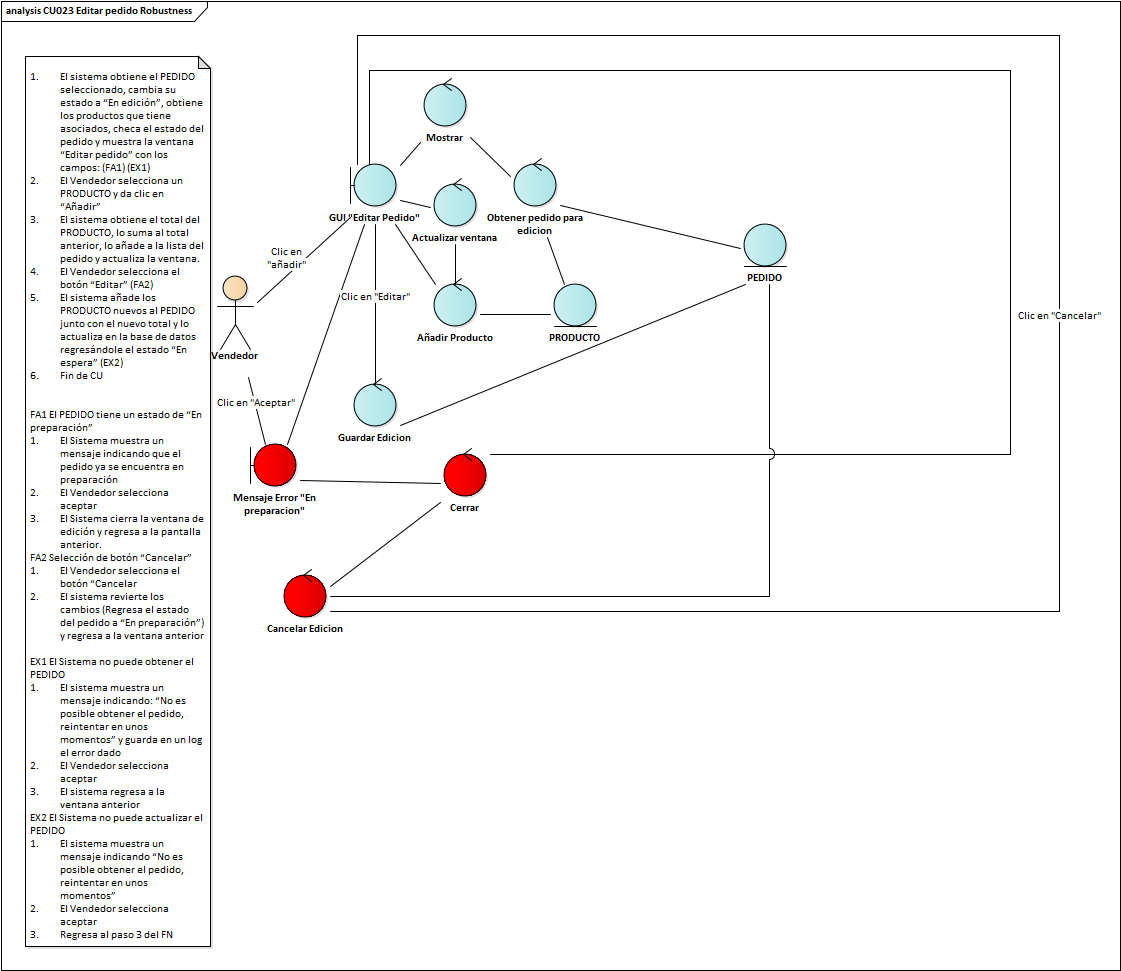 analysis CU023 Editar pedido Robustness
1. El sistema obtiene el PEDIDO
seleccionado, cambia su
estado a “En edición”, obtiene
los productos que tiene
asociados, checa el estado del
pedido y muestra la ventana
“Editar pedido” con los
campos: (FA1) (EX1)
2. El Vendedor selecciona un
PRODUCTO y da clic en
“Añadir”
3. El sistema obtiene el total del
PRODUCTO, lo suma al total
anterior, lo añade a la lista del
pedido y actualiza la ventana.
4. El Vendedor selecciona el
botón “Editar” (FA2)
5. El sistema añade los
PRODUCTO nuevos al PEDIDO
junto con el nuevo total y lo
actualiza en la base de datos
regresándole el estado “En
espera” (EX2)
6. Fin de CU
FA1 El PEDIDO tiene un estado de “En
preparación”
1. El Sistema muestra un
mensaje indicando que el
pedido ya se encuentra en
preparación
2. El Vendedor selecciona
aceptar
3. El Sistema cierra la ventana de
edición y regresa a la pantalla
anterior.
FA2 Selección de botón “Cancelar”
1. El Vendedor selecciona el
botón “Cancelar
2. El sistema revierte los
cambios (Regresa el estado
del pedido a “En preparación”)
y regresa a la ventana anterior
EX1 El Sistema no puede obtener el
PEDIDO
1. El sistema muestra un
mensaje indicando: “No es
posible obtener el pedido,
reintentar en unos
momentos” y guarda en un log
el error dado
2. El Vendedor selecciona
aceptar
3. El sistema regresa a la
ventana anterior
EX2 El Sistema no puede actualizar el
PEDIDO
1. El sistema muestra un
mensaje indicando “No es
posible obtener el pedido,
reintentar en unos
momentos”
2. El Vendedor selecciona
aceptar
3. Regresa al paso 3 del FN
Mostrar
GUI "Editar Pedido"
Actualizar ventana
Obtener pedido para
edicion
PEDIDO
Clic en
"añadir"
Clic en "Editar"
Clic en "Cancelar"
Añadir Producto
PRODUCTO
Vendedor
Clic en "Aceptar"
Guardar Edicion
Mensaje Error "En
preparacion"
Cerrar
Cancelar Edicion